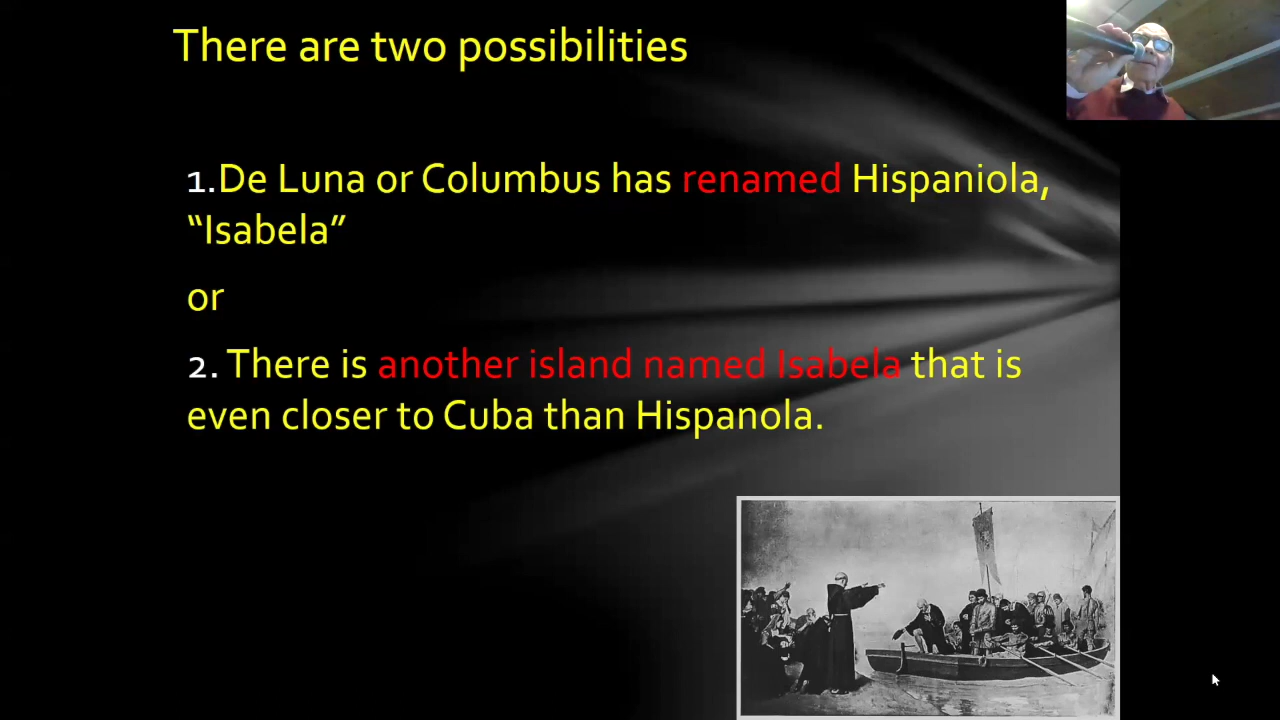 There are two possibilities
1.De Luna or Columbus has renamed Hispaniola,
“Isabela”
or
2. There is another island named Isabela that is
even closer to Cuba than Hispanola.